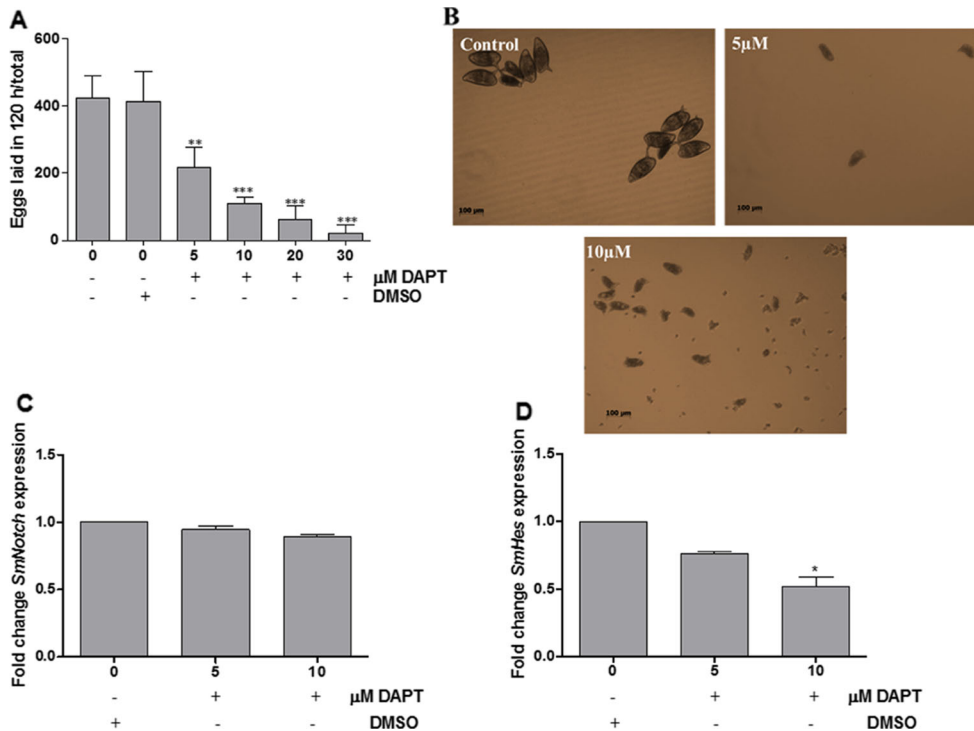 A
Eggs laid in 120 h/total
600
400
200
0
**
***
***
***
0 0 5 10 20 30
- - + + + + µM DAPT
- + - - - - DMSO
B
Control
100 µm
5µM
100 µm
10µM
100 µm
C
Fold change SmNotch expression
1.5
1.0
0.5
0.0
0 5 10
- + + µM DAPT
+ - - DMSO
D
Fold change SmHes expression
1.5
1.0
0.5
0.0
*
0 5 10
- + + µM DAPT
+ - - DMSO